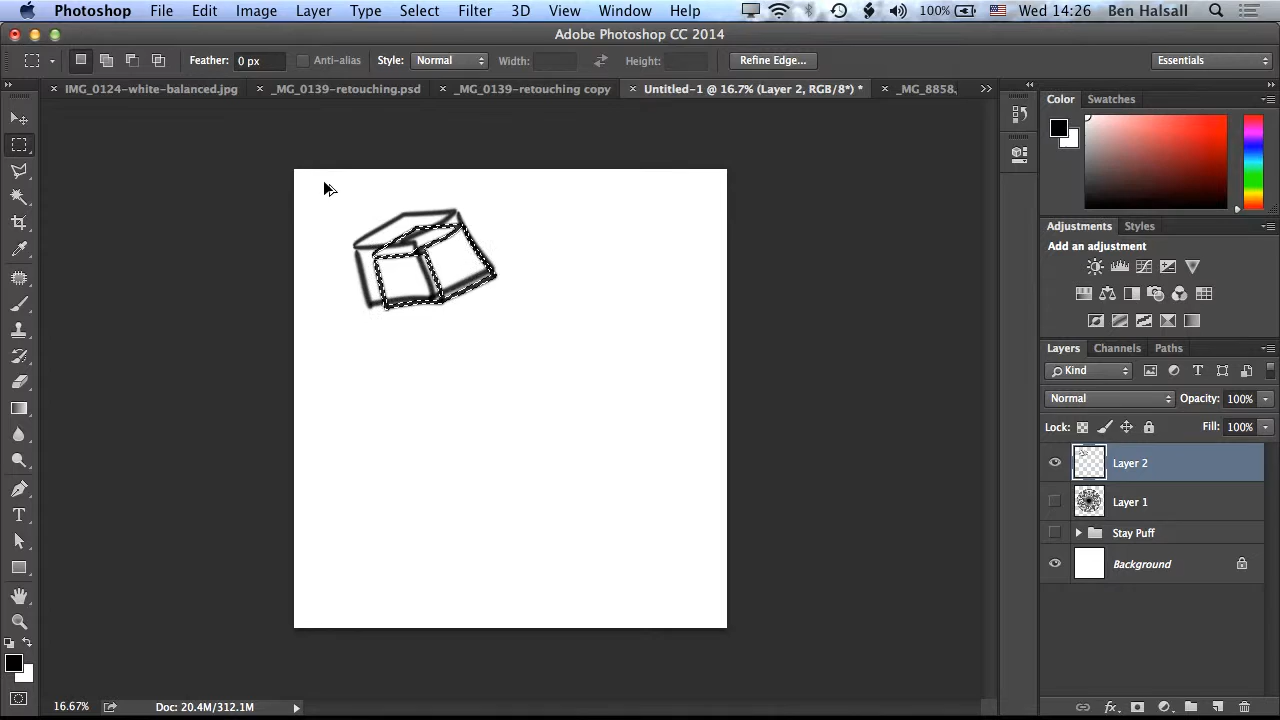 Photoshop File Edit Image Layer Type Select Filter 3D View Window Help 100% Wed 14:26 Ben Halsall
Adobe Photoshop CC 2014
Feather: 0 px Anti-alias Style: Normal Width: Height: Refine Edge... Essentials
IMG_0124-white-balanced.jpg _MG_0139-retouching.psd _MG_0139-retouching copy Untitled-1 @ 16.7% (Layer 2, RGB/8*) * _MG_8858.
Color Swatches
Adjustments Styles
Add an adjustment
Layers Channels Paths
Kind
Normal Opacity: 100%
Lock: Fill: 100%
Layer 2
Layer 1
Stay Puff
Background
16.67% Doc: 20.4M/312.1M